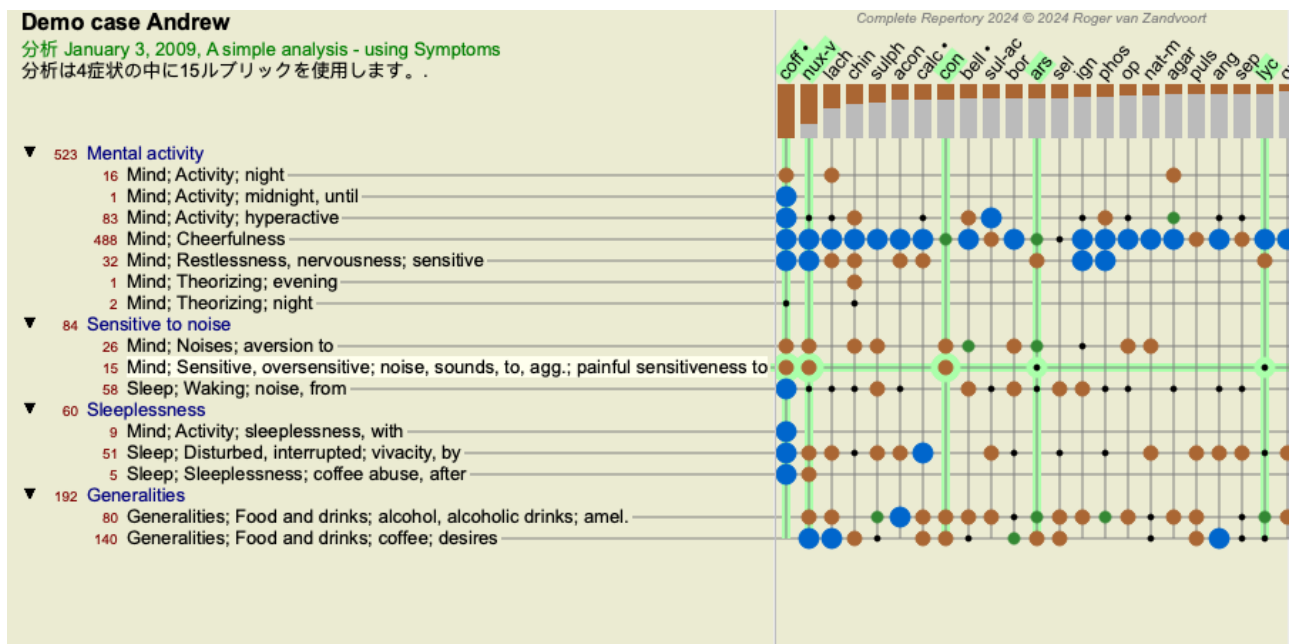 Demo case Andrew
Complete Repertory 2024 © 2024 Roger van Zandvoort
分析 January 3, 2009, A simple analysis - using Symptoms
分析は4症状の中に15ルブリックを使用します。.
coff • nux-v lach chin sulph acon calc • con bell • sul-ac bor ars sel ign phos op nat-m agar puls ang sep lyc
▼ 523 Mental activity
16 Mind; Activity; night
1 Mind; Activity; midnight, until
83 Mind; Activity; hyperactive
488 Mind; Cheerfulness
32 Mind; Restlessness, nervousness; sensitive
1 Mind; Theorizing; evening
2 Mind; Theorizing; night
▼ 84 Sensitive to noise
26 Mind; Noises; aversion to
15 Mind; Sensitive, oversensitive; noise, sounds, to, agg.; painful sensitiveness to
58 Sleep; Waking; noise, from
▼ 60 Sleeplessness
9 Mind; Activity; sleeplessness, with
51 Sleep; Disturbed, interrupted; vivacity, by
5 Sleep; Sleeplessness; coffee abuse, after
▼ 192 Generalities
80 Generalities; Food and drinks; alcohol, alcoholic drinks; amel.
140 Generalities; Food and drinks; coffee; desires